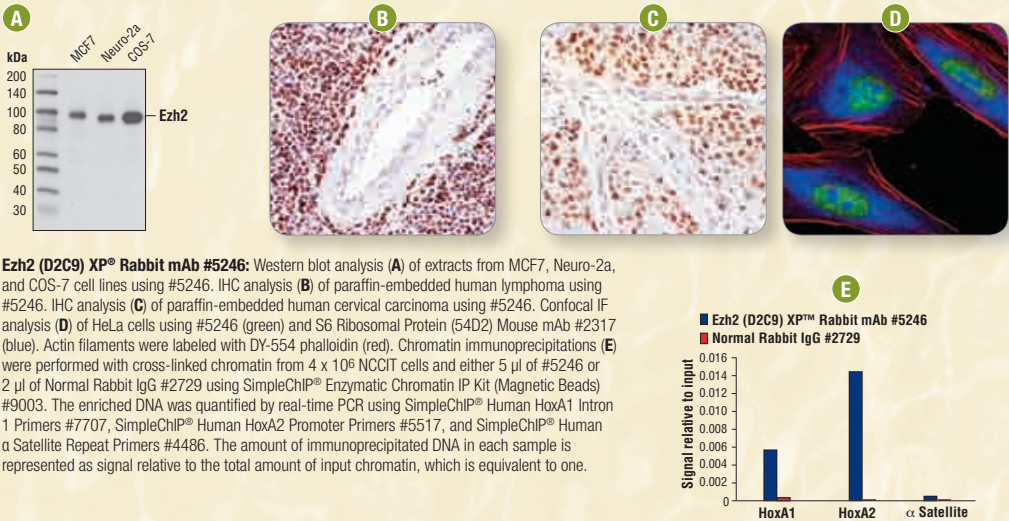 A
B
C
D
kDa
MCF7
Neuro-2a
COS-7
200
140
100
80
60
50
40
30
Ezh2
Ezh2 (D2C9) XP® Rabbit mAb #5246: Western blot analysis (A) of extracts from MCF7, Neuro-2a,
and COS-7 cell lines using #5246. IHC analysis (B) of paraffin-embedded human lymphoma using
#5246. IHC analysis (C) of paraffin-embedded human cervical carcinoma using #5246. Confocal IF
analysis (D) of HeLa cells using #5246 (green) and S6 Ribosomal Protein (54D2) Mouse mAb #2317
(blue). Actin filaments were labeled with DY-554 phalloidin (red). Chromatin immunoprecipitations (E)
were performed with cross-linked chromatin from 4 x 10⁶ NCCIT cells and either 5 µl of #5246 or
2 µl of Normal Rabbit IgG #2729 using SimpleChIP® Enzymatic Chromatin IP Kit (Magnetic Beads)
#9003. The enriched DNA was quantified by real-time PCR using SimpleChIP® Human HoxA1 Intron
1 Primers #7707, SimpleChIP® Human HoxA2 Promoter Primers #5517, and SimpleChIP® Human
α Satellite Repeat Primers #4486. The amount of immunoprecipitated DNA in each sample is
represented as signal relative to the total amount of input chromatin, which is equivalent to one.
E
Ezh2 (D2C9) XP™ Rabbit mAb #5246
Normal Rabbit IgG #2729
Signal relative to input
0.016
0.014
0.012
0.010
0.008
0.006
0.004
0.002
0
HoxA1
HoxA2
α Satellite